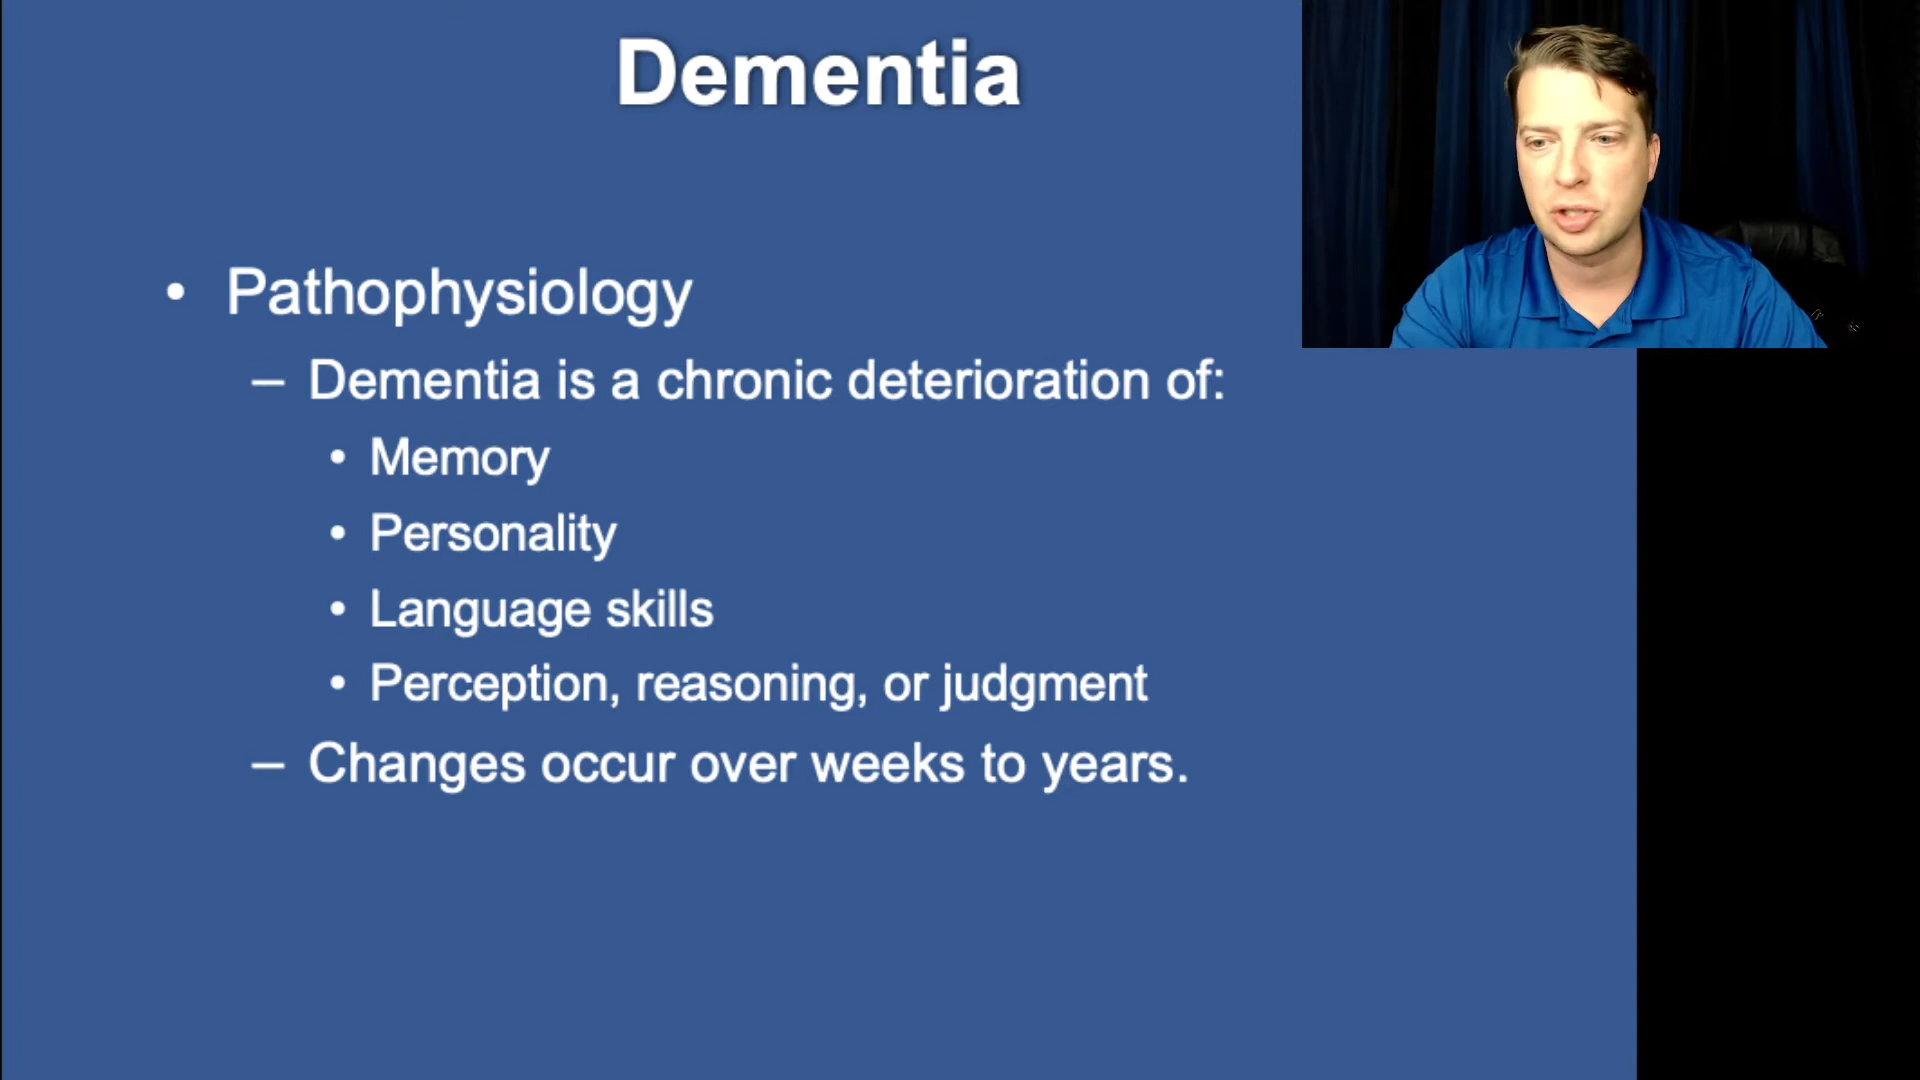 Dementia
• Pathophysiology
– Dementia is a chronic deterioration of:
• Memory
• Personality
• Language skills
• Perception, reasoning, or judgment
– Changes occur over weeks to years.